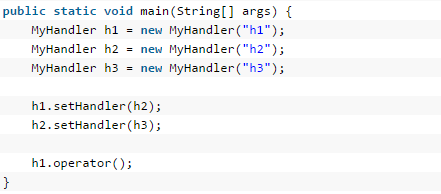 public static void main(String[] args) {
    MyHandler h1 = new MyHandler("h1");
    MyHandler h2 = new MyHandler("h2");
    MyHandler h3 = new MyHandler("h3");

    h1.setHandler(h2);
    h2.setHandler(h3);

    h1.operator();
}